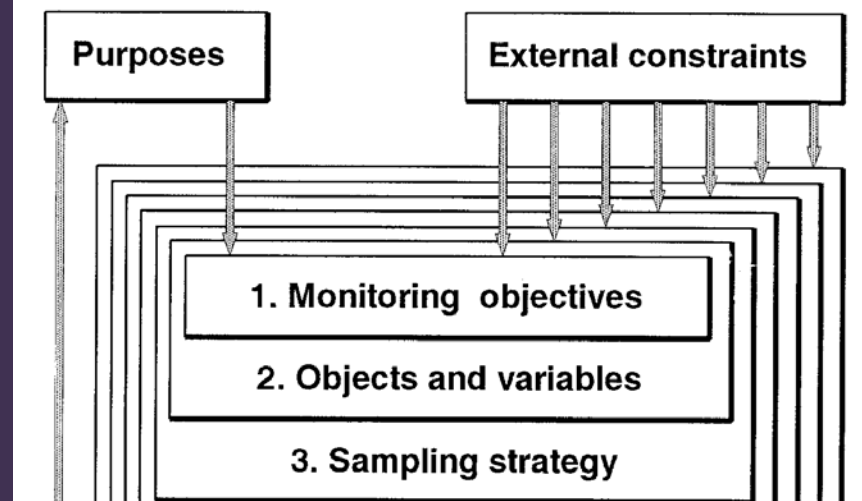 Purposes
External constraints
1. Monitoring objectives
2. Objects and variables
3. Sampling strategy